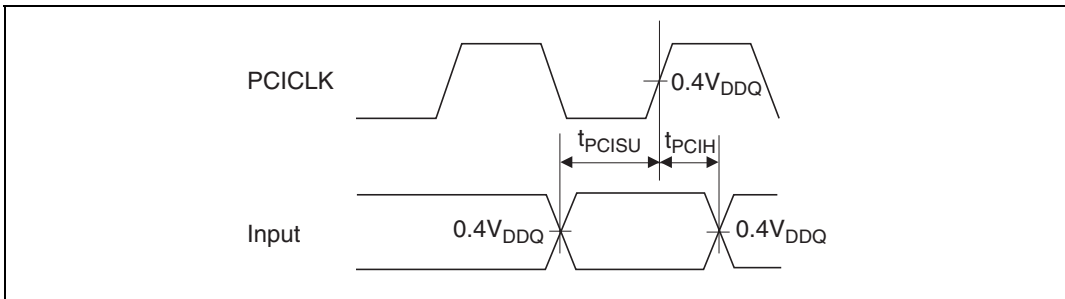 PCICLK
0.4VDDQ
tPCISU
tPCIH
Input
0.4VDDQ
0.4VDDQ